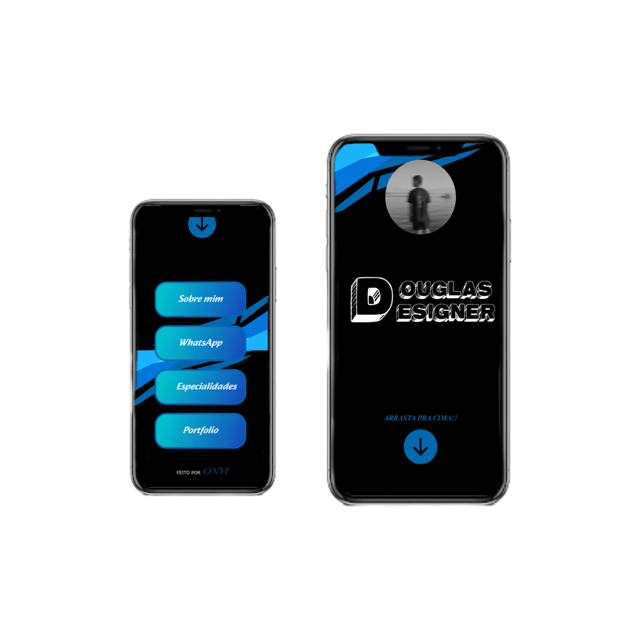 Sobre mim
WhatsApp
Especialidades
Portfolio
FEITO POR
DOUGLAS
DESIGNER
ARRASTA PRA CIMA!!